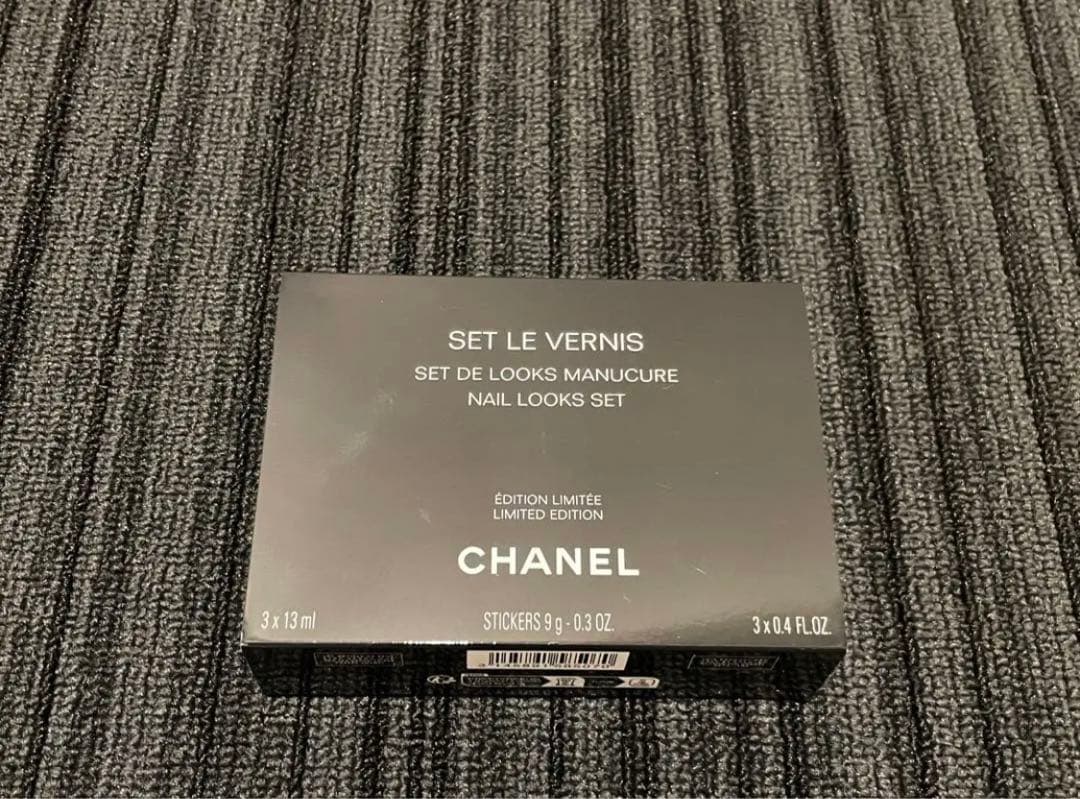 SET LE VERNIS
SET DE LOOKS MANUCURE
NAIL LOOKS SET
ÉDITION LIMITÉE
LIMITED EDITION
CHANEL
3 x 13 ml STICKERS 9 g - 0.3 OZ. 3 x 0.4 FL.OZ.